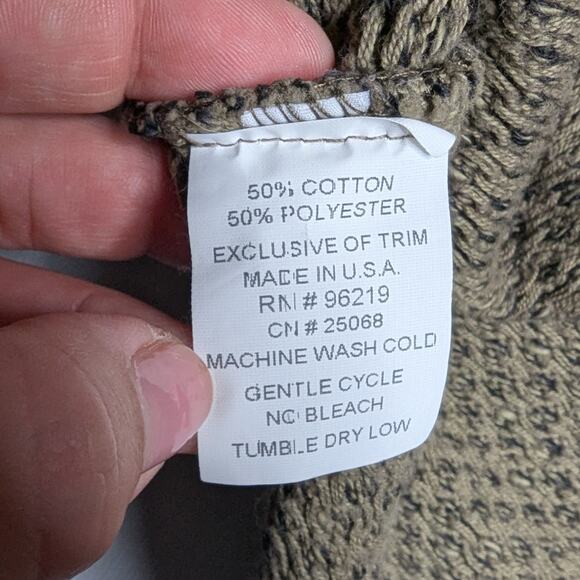 50% COTTON
50% POLYESTER
EXCLUSIVE OF TRIM
MADE IN U.S.A.
RN # 96219
CN # 25068
MACHINE WASH COLD
GENTLE CYCLE
NO BLEACH
TUMBLE DRY LOW